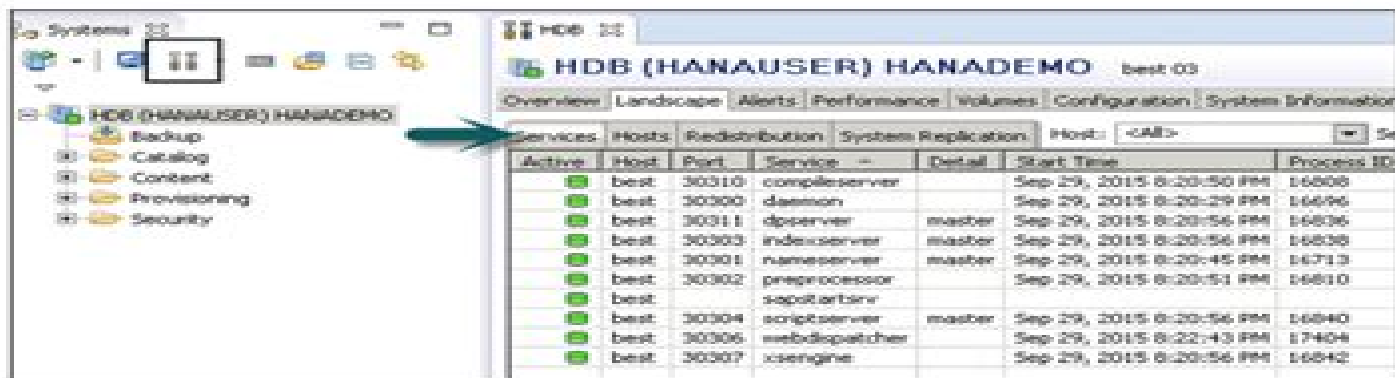 Systems
HDB (HANAUSER) HANADEMO
Backup
Catalog
Content
Provisioning
Security
HDB
HDB (HANAUSER) HANADEMO best 03
Overview Landscape Alerts Performance Volumes Configuration System Informatio
Services Hosts Redistribution System Replication Host: <All> Se
Active Host Port Service Detail Start Time Process ID
best 30310 compileserver Sep 29, 2015 8:20:50 PM 16808
best 30300 daemon Sep 29, 2015 8:20:29 PM 16696
best 30311 dpserver master Sep 29, 2015 8:20:56 PM 16836
best 30303 indexserver master Sep 29, 2015 8:20:56 PM 16838
best 30301 nameserver master Sep 29, 2015 8:20:45 PM 16713
best 30302 preprocessor Sep 29, 2015 8:20:51 PM 16810
best sapstartsrv
best 30304 scriptserver master Sep 29, 2015 8:20:56 PM 16840
best 30306 webdispatcher Sep 29, 2015 8:22:43 PM 17404
best 30307 xsengine Sep 29, 2015 8:20:56 PM 16842